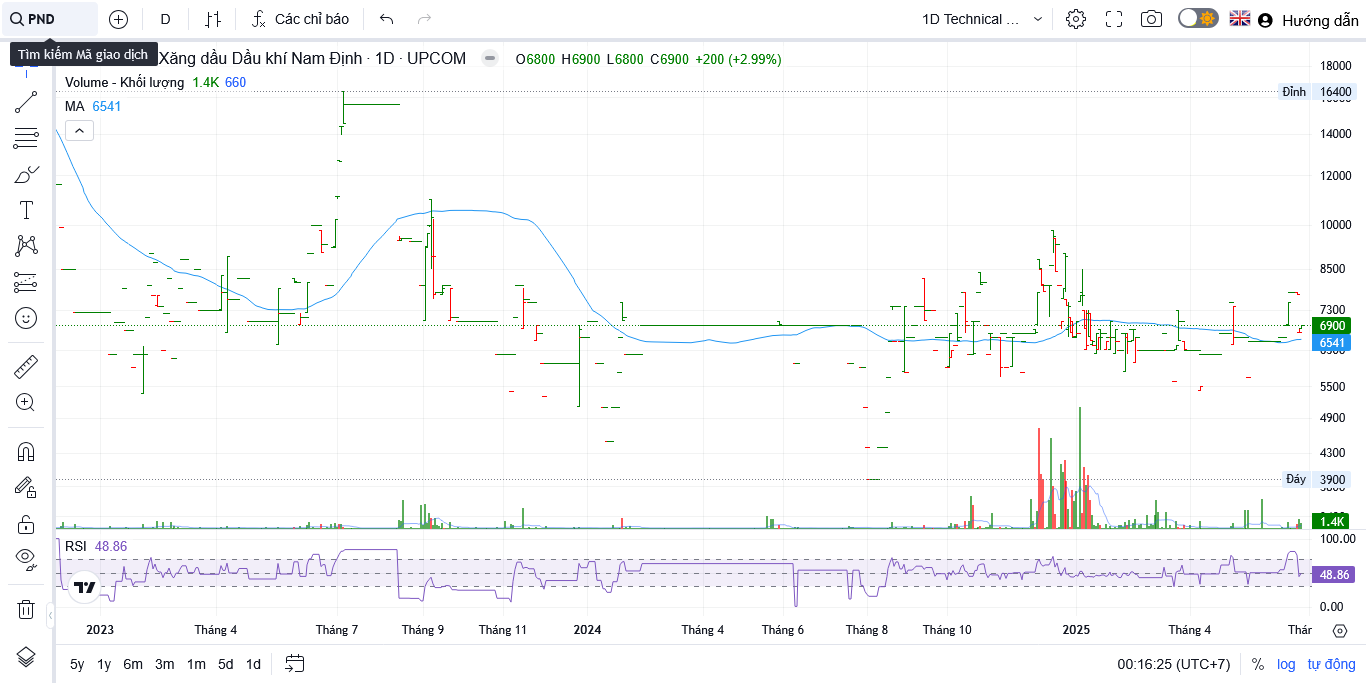 PND
D
Các chỉ báo
1D Technical ...
Hướng dẫn
Tìm kiếm Mã giao dịch
Xăng dầu Dầu khí Nam Định · 1D · UPCOM
O6800 H6900 L6800 C6900 +200 (+2.99%)
Volume - Khối lượng 1.4K 660
MA 6541
18000
Đỉnh 16400
14000
12000
10000
8500
7300
6900
6541
5500
4900
4300
Đáy 3900
1.4K
RSI 48.86
100.00
48.86
0.00
2023 Tháng 4 Tháng 7 Tháng 9 Tháng 11 2024 Tháng 4 Tháng 6 Tháng 8 Tháng 10 2025 Tháng 4 Thár
5y 1y 6m 3m 1m 5d 1d
00:16:25 (UTC+7) % log tự động